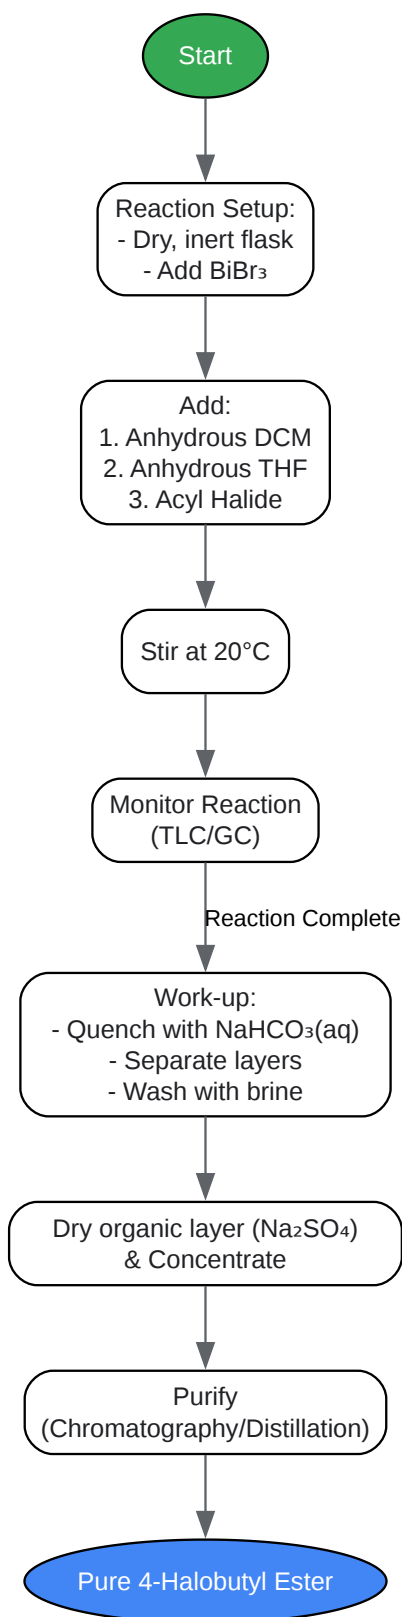 Start
Reaction Setup:
- Dry, inert flask
- Add BiBr₃
Add:
1. Anhydrous DCM
2. Anhydrous THF
3. Acyl Halide
Stir at 20°C
Monitor Reaction
(TLC/GC)
Reaction Complete
Work-up:
- Quench with NaHCO₃(aq)
- Separate layers
- Wash with brine
Dry organic layer (Na₂SO₄)
& Concentrate
Purify
(Chromatography/Distillation)
Pure 4-Halobutyl Ester